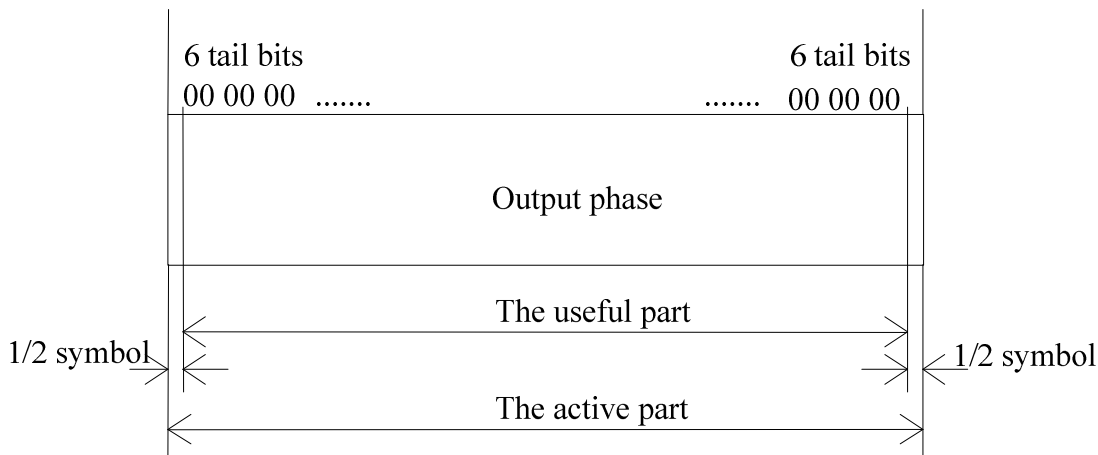 6 tail bits 6 tail bits
00 00 00 ....... ....... 00 00 00
Output phase
The useful part
1/2 symbol 1/2 symbol
The active part